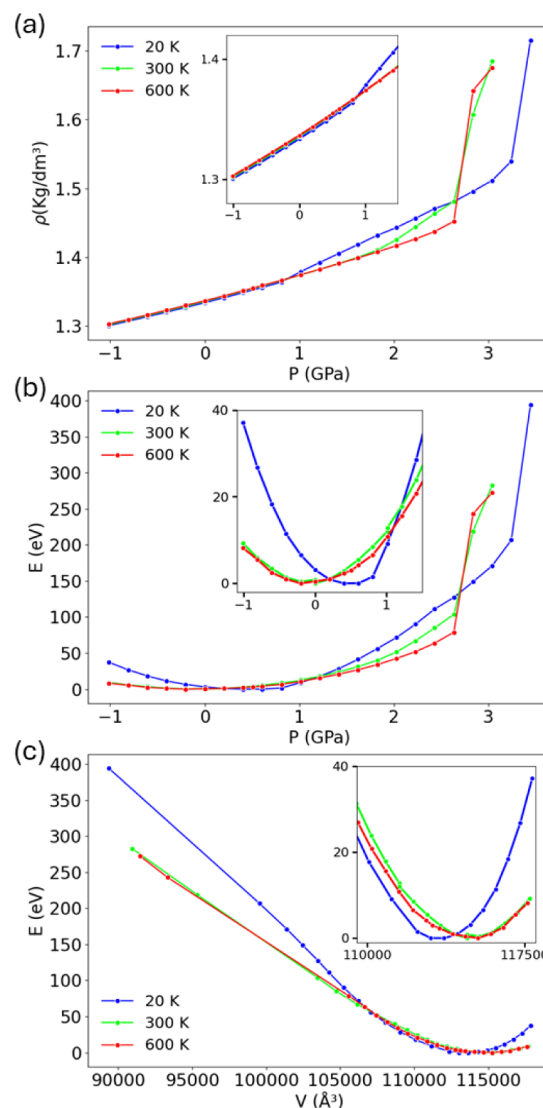 (a)
20 K
300 K
600 K
1.7
1.6
1.5
1.4
1.3
ρ(Kg/dm³)
1.4
1.3
−1 0 1
−1 0 1 2 3
P (GPa)
(b)
20 K
300 K
600 K
400
350
300
250
200
150
100
50
0
E (eV)
40
20
0
−1 0 1
−1 0 1 2 3
P (GPa)
(c)
400
350
300
250
200
150
100
50
0
E (eV)
40
20
0
110000 117500
20 K
300 K
600 K
90000 95000 100000 105000 110000 115000
V (Å³)